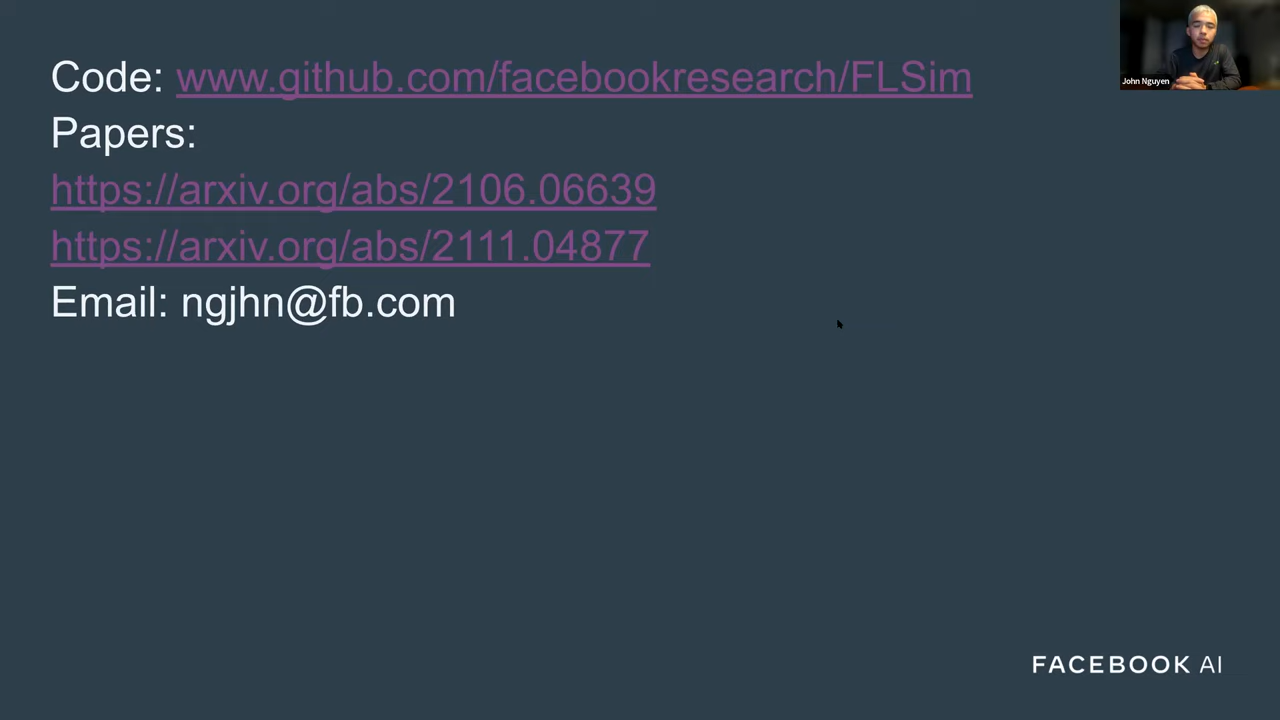 Code: www.github.com/facebookresearch/FLSim
Papers:
https://arxiv.org/abs/2106.06639
https://arxiv.org/abs/2111.04877
Email: ngjhn@fb.com
John Nguyen
FACEBOOK AI